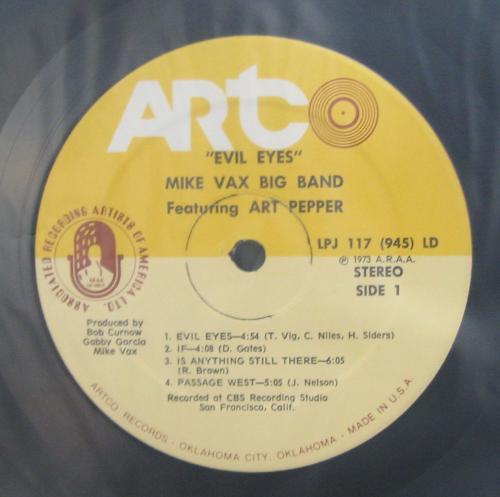 ARTCO
"EVIL EYES"
MIKE VAX BIG BAND
Featuring ART PEPPER
LPJ 117 (945) LD
℗ 1973 A.R.A.A.
STEREO
SIDE 1
ASSOCIATED RECORDING ARTISTS OF AMERICA LTD.
Produced by
Bob Curnow
Gabby Garcia
Mike Vax
1. EVIL EYES—4:54 (T. Vig, C. Niles, H. Siders)
2. IF—4:08 (D. Gates)
3. IS ANYTHING STILL THERE—6:05
(R. Brown)
4. PASSAGE WEST—5:05 (J. Nelson)
Recorded at CBS Recording Studio
San Francisco, Calif.
ARTCO RECORDS - OKLAHOMA CITY, OKLAHOMA - MADE IN U.S.A.